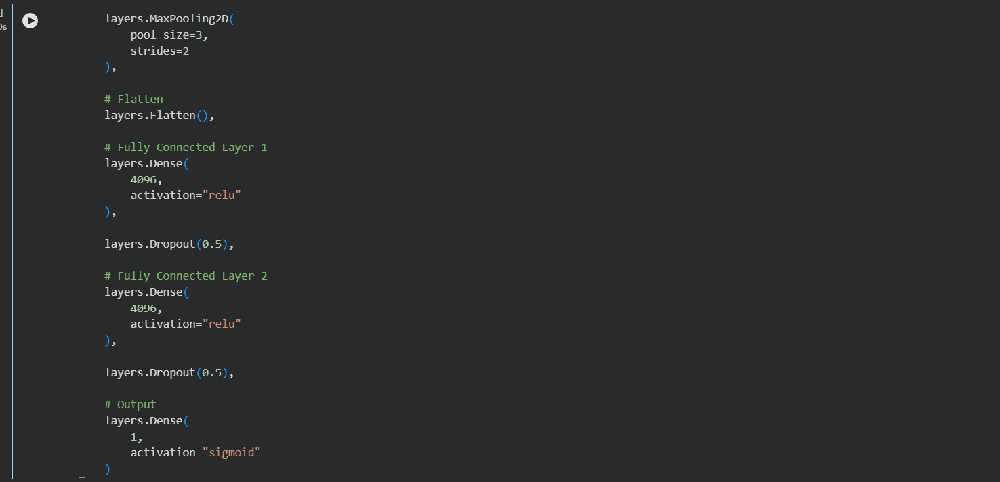 ]
0s
layers.MaxPooling2D(
pool_size=3,
strides=2
),
# Flatten
layers.Flatten(),
# Fully Connected Layer 1
layers.Dense(
4096,
activation="relu"
),
layers.Dropout(0.5),
# Fully Connected Layer 2
layers.Dense(
4096,
activation="relu"
),
layers.Dropout(0.5),
# Output
layers.Dense(
1,
activation="sigmoid"
)